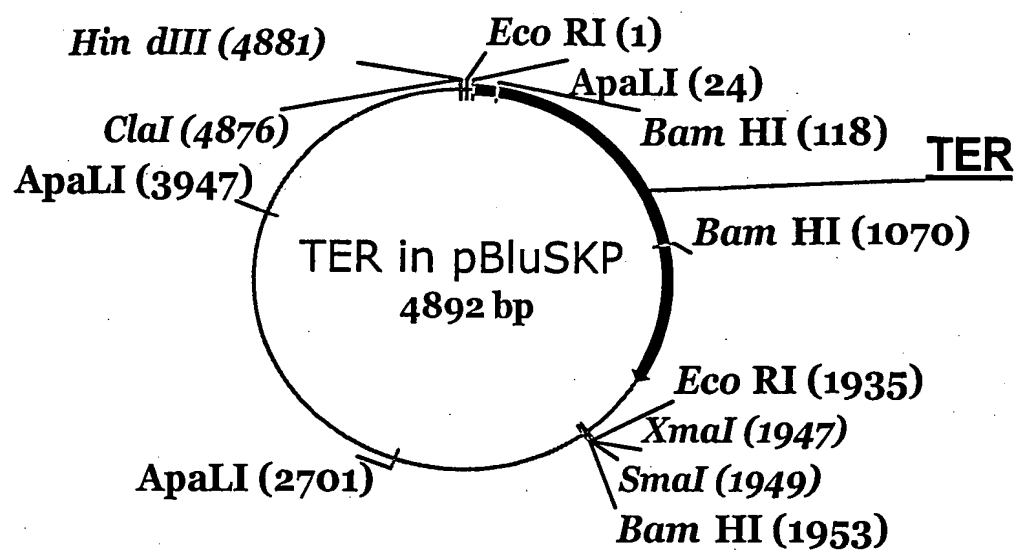 Hin dIII (4881)
Eco RI (1)
ApaLI (24)
ClaI (4876)
Bam HI (118)
TER
ApaLI (3947)
Bam HI (1070)
TER in pBluSKP
4892 bp
Eco RI (1935)
XmaI (1947)
ApaLI (2701)
SmaI (1949)
Bam HI (1953)